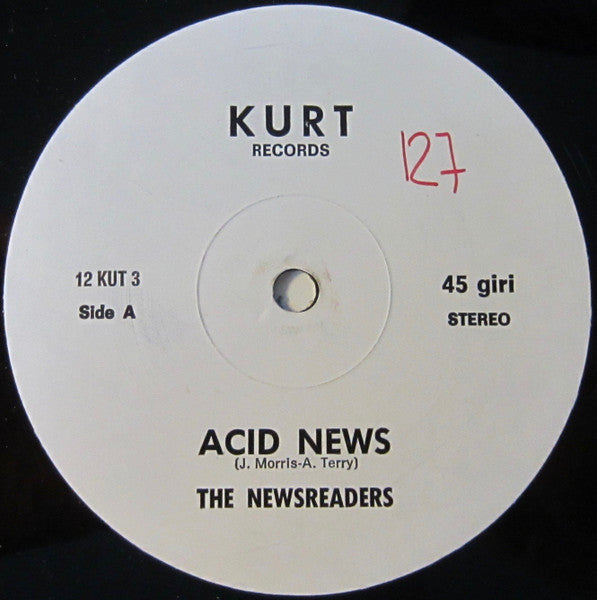 KURT
RECORDS
127
12 KUT 3
Side A
45 giri
STEREO
ACID NEWS
(J. Morris-A. Terry)
THE NEWSREADERS